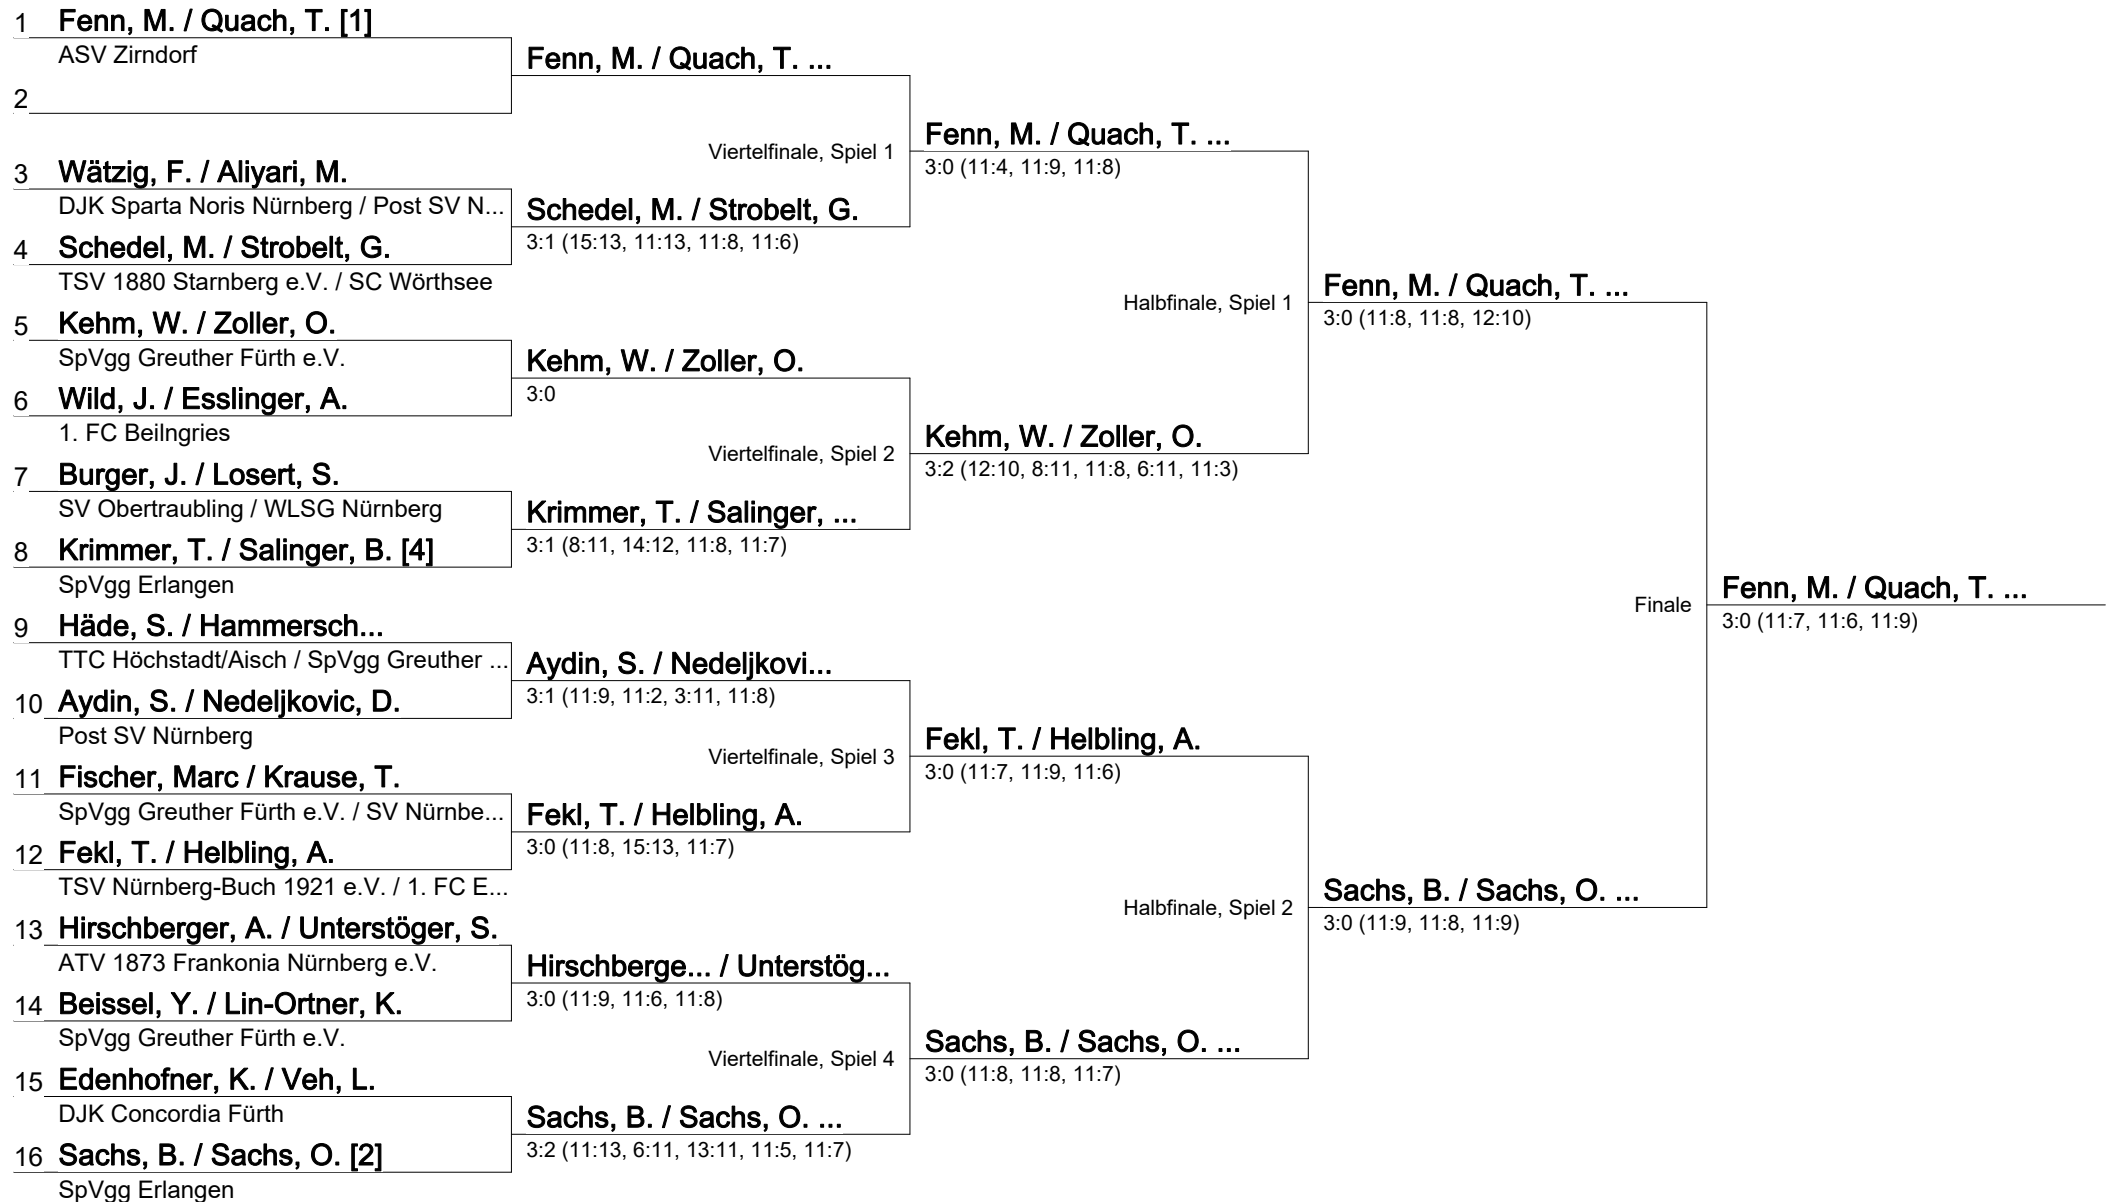 1 Fenn, M. / Quach, T. [1]
ASV Zirndorf
2
3 Wätzig, F. / Aliyari, M.
DJK Sparta Noris Nürnberg / Post SV N...
4 Schedel, M. / Strobelt, G.
TSV 1880 Starnberg e.V. / SC Wörthsee
5 Kehm, W. / Zoller, O.
SpVgg Greuther Fürth e.V.
6 Wild, J. / Esslinger, A.
1. FC Beilngries
7 Burger, J. / Losert, S.
SV Obertraubling / WLSG Nürnberg
8 Krimmer, T. / Salinger, B. [4]
SpVgg Erlangen
9 Häde, S. / Hammersch...
TTC Höchstadt/Aisch / SpVgg Greuther ...
10 Aydin, S. / Nedeljkovic, D.
Post SV Nürnberg
11 Fischer, Marc / Krause, T.
SpVgg Greuther Fürth e.V. / SV Nürnbe...
12 Fekl, T. / Helbling, A.
TSV Nürnberg-Buch 1921 e.V. / 1. FC E...
13 Hirschberger, A. / Unterstöger, S.
ATV 1873 Frankonia Nürnberg e.V.
14 Beissel, Y. / Lin-Ortner, K.
SpVgg Greuther Fürth e.V.
15 Edenhofner, K. / Veh, L.
DJK Concordia Fürth
16 Sachs, B. / Sachs, O. [2]
SpVgg Erlangen
Fenn, M. / Quach, T. ...
Viertelfinale, Spiel 1
Schedel, M. / Strobelt, G.
3:1 (15:13, 11:13, 11:8, 11:6)
Kehm, W. / Zoller, O.
3:0
Viertelfinale, Spiel 2
Krimmer, T. / Salinger, ...
3:1 (8:11, 14:12, 11:8, 11:7)
Aydin, S. / Nedeljkovi...
3:1 (11:9, 11:2, 3:11, 11:8)
Viertelfinale, Spiel 3
Fekl, T. / Helbling, A.
3:0 (11:8, 15:13, 11:7)
Hirschberge... / Unterstög...
3:0 (11:9, 11:6, 11:8)
Viertelfinale, Spiel 4
Sachs, B. / Sachs, O. ...
3:2 (11:13, 6:11, 13:11, 11:5, 11:7)
Fenn, M. / Quach, T. ...
3:0 (11:4, 11:9, 11:8)
Halbfinale, Spiel 1
Kehm, W. / Zoller, O.
3:2 (12:10, 8:11, 11:8, 6:11, 11:3)
Fekl, T. / Helbling, A.
3:0 (11:7, 11:9, 11:6)
Halbfinale, Spiel 2
Sachs, B. / Sachs, O. ...
3:0 (11:8, 11:8, 11:7)
Fenn, M. / Quach, T. ...
3:0 (11:8, 11:8, 12:10)
Finale
Sachs, B. / Sachs, O. ...
3:0 (11:9, 11:8, 11:9)
Fenn, M. / Quach, T. ...
3:0 (11:7, 11:6, 11:9)